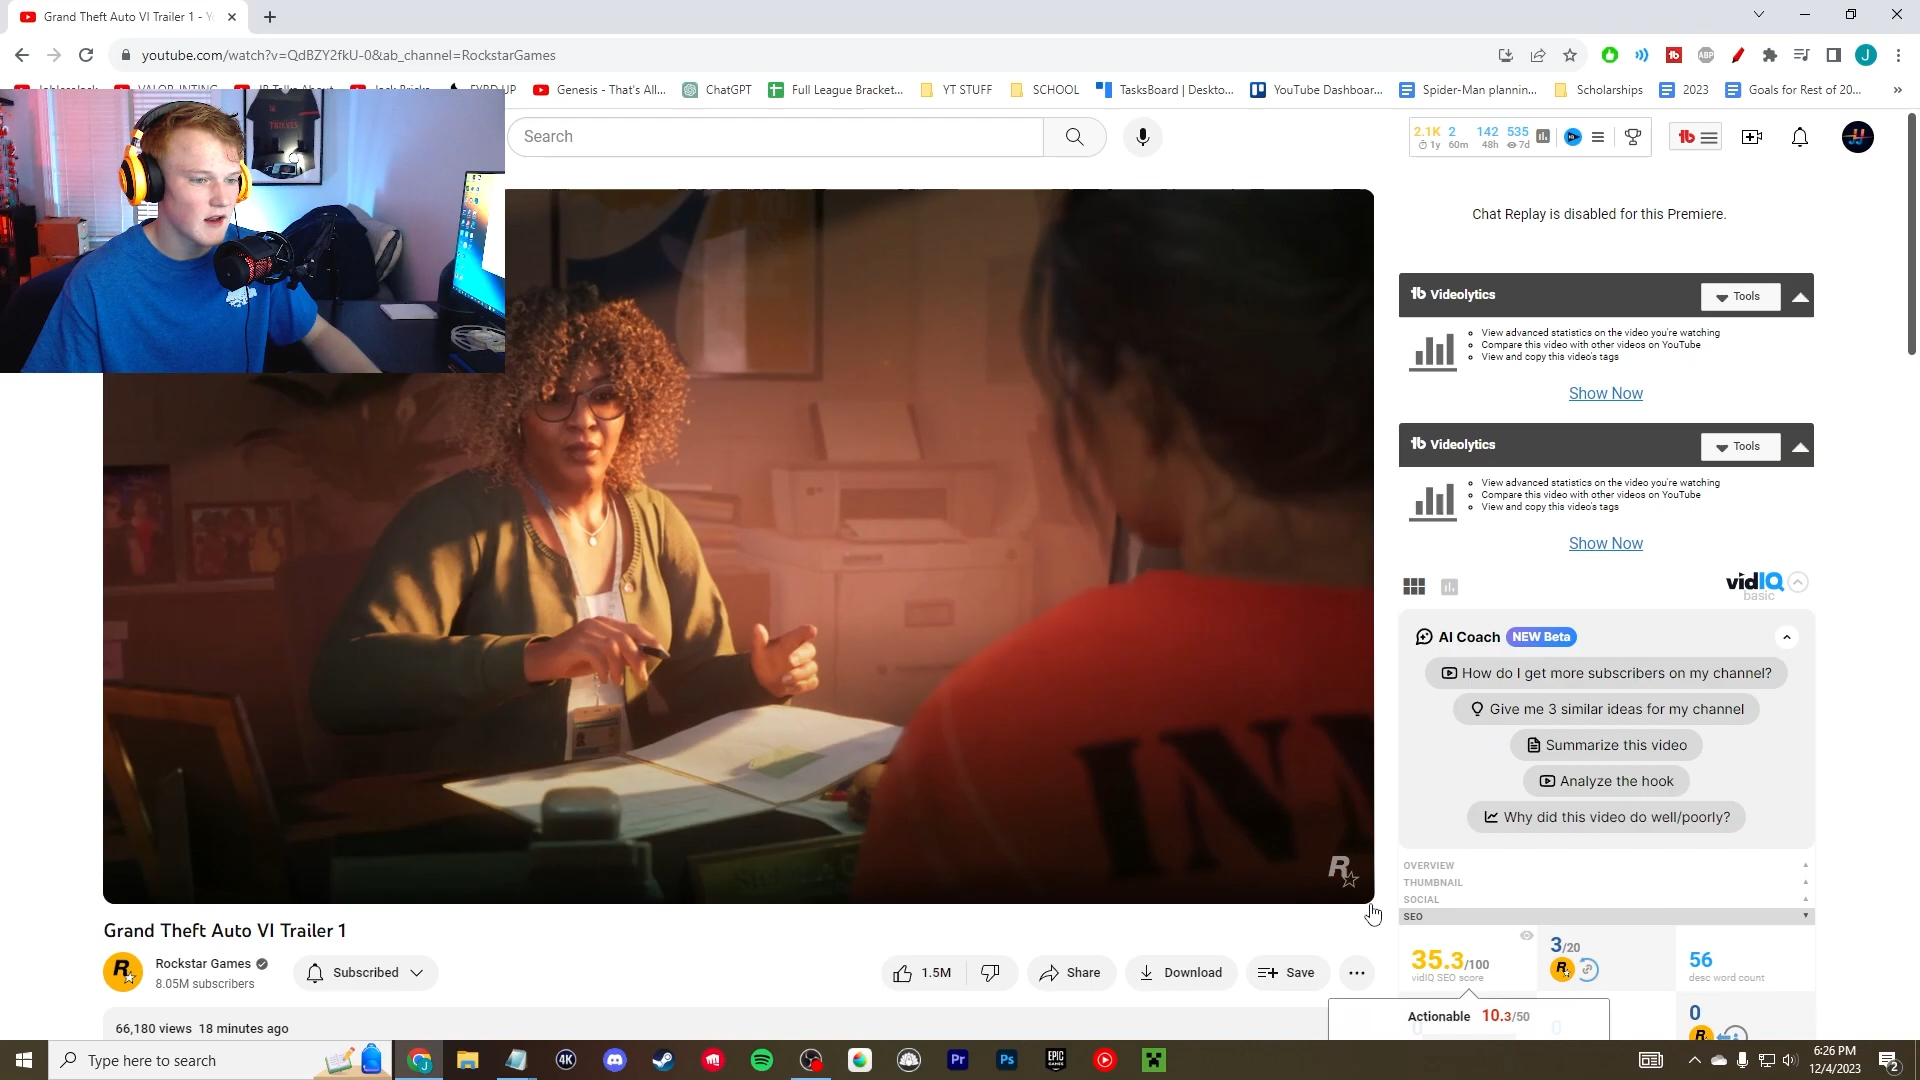 Grand Theft Auto VI Trailer 1 - Y
youtube.com/watch?v=QdBZY2fkU-0&ab_channel=RockstarGames
Genesis - That's All...
ChatGPT
Full League Bracket...
YT STUFF
SCHOOL
TasksBoard | Deskto...
YouTube Dashboar...
Spider-Man plannin...
Scholarships
2023
Goals for Rest of 20...
THIEVES
Search
2.1K 2 142 535
1y 60m 48h 7d
Chat Replay is disabled for this Premiere.
Videolytics
Tools
View advanced statistics on the video you're watching
Compare this video with other videos on YouTube
View and copy this video's tags
Show Now
Videolytics
Tools
View advanced statistics on the video you're watching
Compare this video with other videos on YouTube
View and copy this video's tags
Show Now
vidIQ
basic
AI Coach NEW Beta
How do I get more subscribers on my channel?
Give me 3 similar ideas for my channel
Summarize this video
Analyze the hook
Why did this video do well/poorly?
OVERVIEW
THUMBNAIL
SOCIAL
SEO
35.3/100
vidIQ SEO score
3/20
56
desc word count
Actionable 10.3/50
0
INM
R
Grand Theft Auto VI Trailer 1
Rockstar Games
8.05M subscribers
Subscribed
1.5M
Share
Download
Save
66,180 views 18 minutes ago
Type here to search
4K
Pr
Ps
EPIC GAMES
6:26 PM
12/4/2023
2